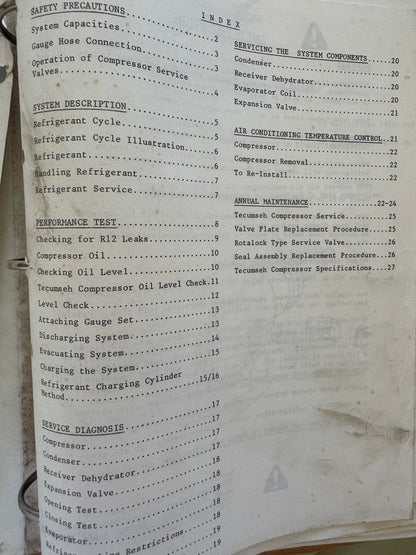 INDEX
SAFETY PRECAUTIONS
System Capacities..................2
Gauge Hose Connection..............3
Operation of Compressor Service....3
Valves.............................4
SYSTEM DESCRIPTION
Refrigerant Cycle..................5
Refrigerant Cycle Illustration.....5
Refrigerant........................6
Handling Refrigerant...............6
Refrigerant Service................7
7
PERFORMANCE TEST...................8
Checking for R12 Leaks.............9
Compressor Oil.....................10
Checking Oil Level.................10
Tecumseh Compressor Oil Level Check.11
Level Check........................12
Attaching Gauge Set................13
Discharging System.................13
Evacuating System..................14
Charging the System................15
Refrigerant Charging Cylinder
Method.............................15/16
SERVICE DIAGNOSIS..................17
Compressor.........................17
Condenser..........................17
Receiver Dehydrator................18
Expansion Valve....................18
Opening Test.......................18
Closing Test.......................18
Evaporator.........................19
Restrictions.......................19
SERVICING THE SYSTEM COMPONENTS......20
Condenser..........................20
Receiver Dehydrator................20
Evaporator Coil....................20
Expansion Valve....................21
AIR CONDITIONING TEMPERATURE CONTROL..21
Compressor.........................22
Compressor Removal.................22
To Re-Install......................22
ANNUAL MAINTENANCE.................22-24
Tecumseh Compressor Service........25
Valve Plate Replacement Procedure..25
Rotalock Type Service Valve........26
Seal Assembly Replacement Procedure..26
Tecumseh Compressor Specifications...27